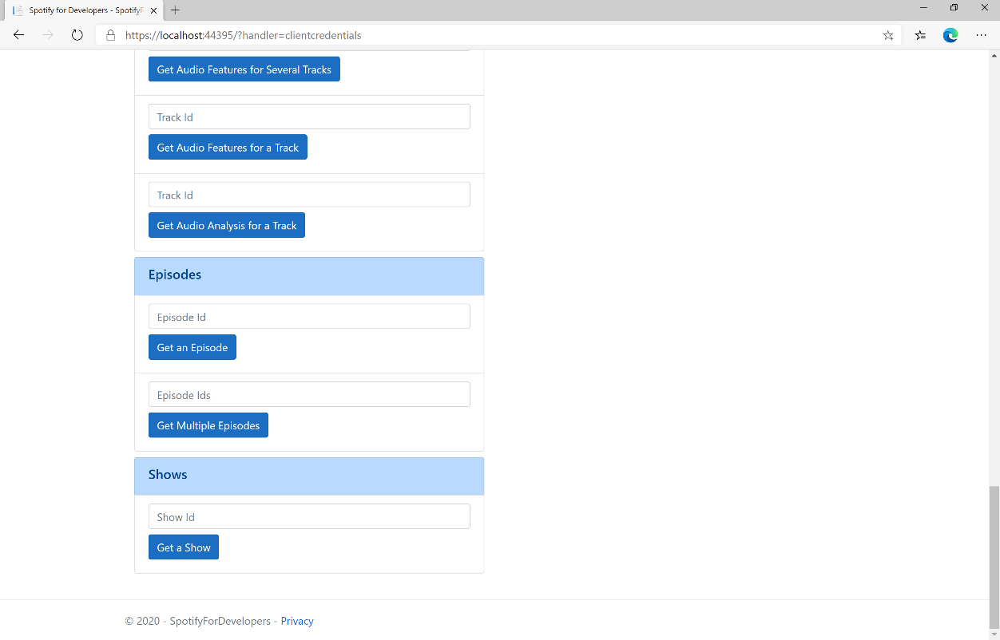 Spotify for Developers - SpotifyF
https://localhost:44395/?handler=clientcredentials
Get Audio Features for Several Tracks
Track Id
Get Audio Features for a Track
Track Id
Get Audio Analysis for a Track
Episodes
Episode Id
Get an Episode
Episode Ids
Get Multiple Episodes
Shows
Show Id
Get a Show
© 2020 - SpotifyForDevelopers - Privacy